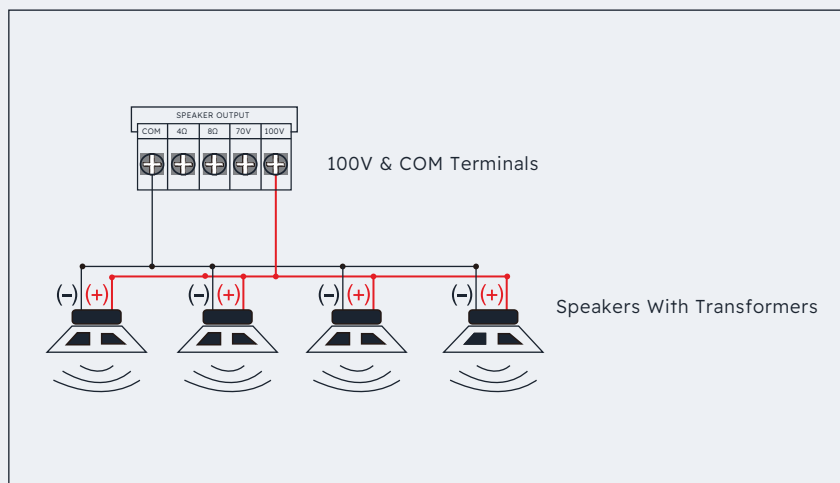 SPEAKER OUTPUT
COM 4Ω 8Ω 70V 100V
100V & COM Terminals
(-) (+) (-) (+) (-) (+) (-) (+)
Speakers With Transformers